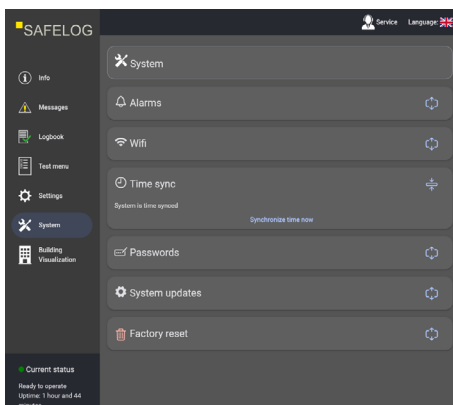 SAFELOG
Service
Language:
Info
Messages
Logbook
Test menu
Settings
System
Building
Visualization
Current status
Ready to operate
Uptime: 1 hour and 44
minutes
System
Alarms
Wifi
Time sync
System is time synced
Synchronize time now
Passwords
System updates
Factory reset